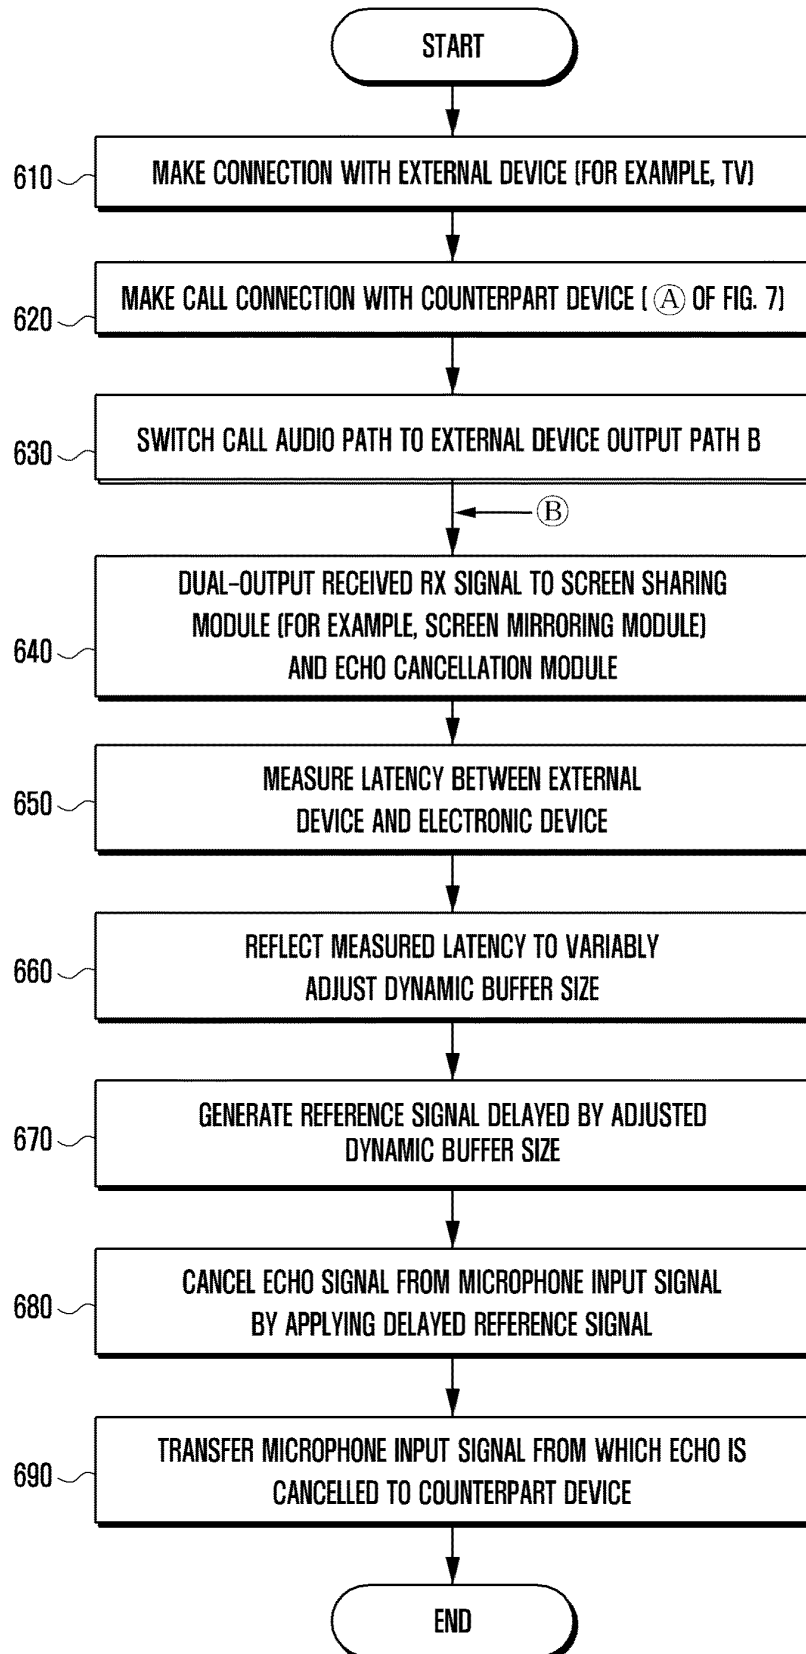 START
610 MAKE CONNECTION WITH EXTERNAL DEVICE (FOR EXAMPLE, TV)
620 MAKE CALL CONNECTION WITH COUNTERPART DEVICE ( Ⓐ OF FIG. 7)
630 SWITCH CALL AUDIO PATH TO EXTERNAL DEVICE OUTPUT PATH B
Ⓑ
DUAL-OUTPUT RECEIVED RX SIGNAL TO SCREEN SHARING
MODULE (FOR EXAMPLE, SCREEN MIRRORING MODULE)
640 AND ECHO CANCELLATION MODULE
650 MEASURE LATENCY BETWEEN EXTERNAL
DEVICE AND ELECTRONIC DEVICE
660 REFLECT MEASURED LATENCY TO VARIABLY
ADJUST DYNAMIC BUFFER SIZE
670 GENERATE REFERENCE SIGNAL DELAYED BY ADJUSTED
DYNAMIC BUFFER SIZE
680 CANCEL ECHO SIGNAL FROM MICROPHONE INPUT SIGNAL
BY APPLYING DELAYED REFERENCE SIGNAL
690 TRANSFER MICROPHONE INPUT SIGNAL FROM WHICH ECHO IS
CANCELLED TO COUNTERPART DEVICE
END